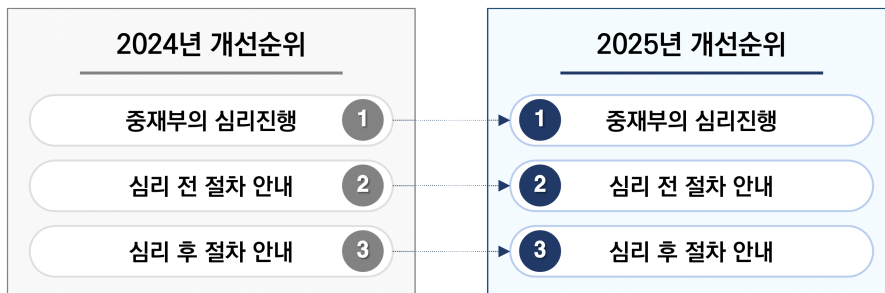 2024년 개선순위
중재부의 심리진행 1
심리 전 절차 안내 2
심리 후 절차 안내 3
2025년 개선순위
1 중재부의 심리진행
2 심리 전 절차 안내
3 심리 후 절차 안내